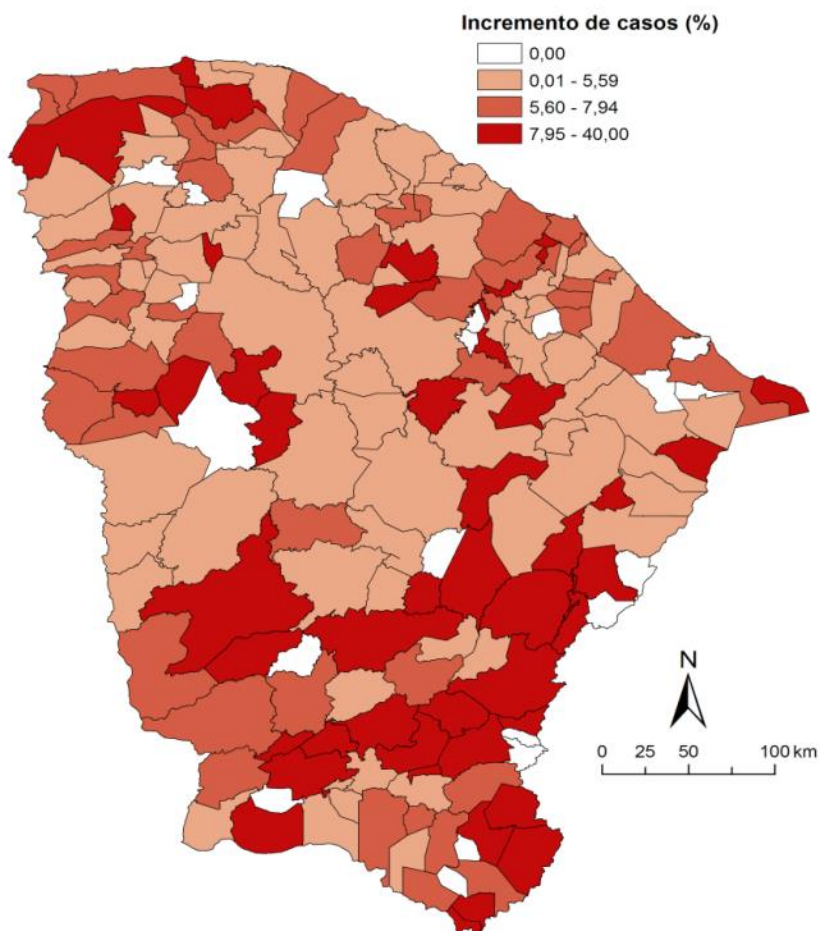 Incremento de casos (%)
0,00
0,01 - 5,59
5,60 - 7,94
7,95 - 40,00
N
0 25 50 100 km